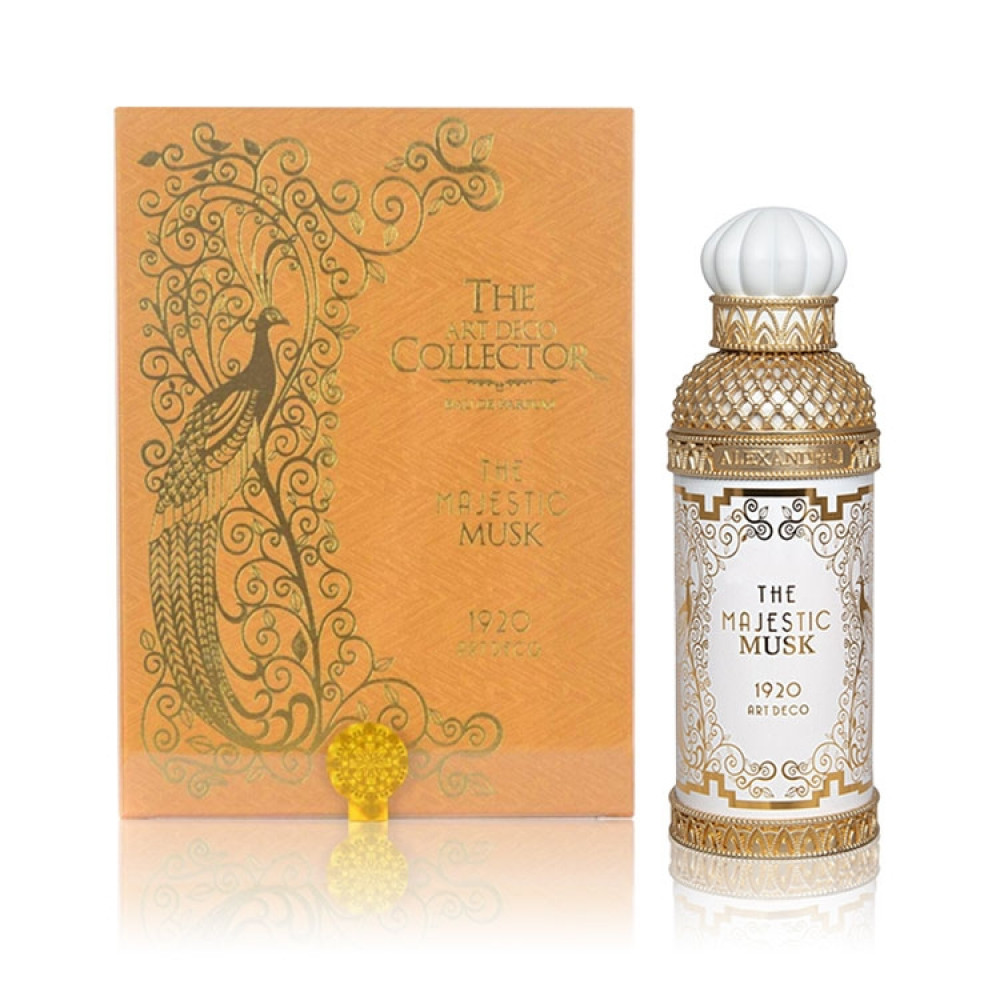 THE
ART DECO
COLLECTOR
EAU DE PARFUM
THE
MAJESTIC
MUSK
1920
ART DECO
ALEXANDRE.J
THE
MAJESTIC
MUSK
1920
ART DECO